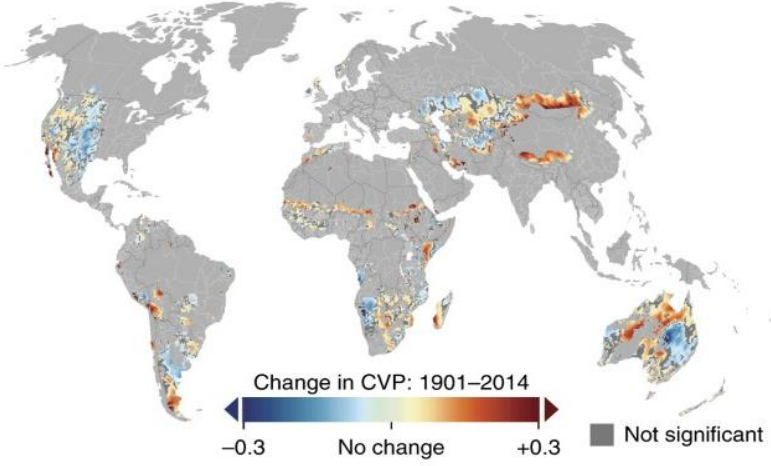 Change in CVP: 1901–2014
–0.3 No change +0.3
Not significant